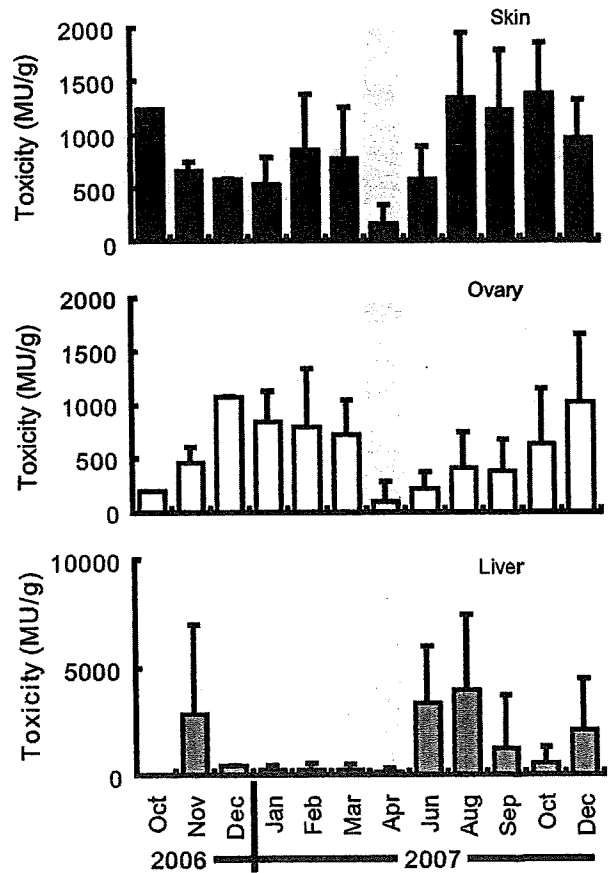 Skin
Toxicity (MU/g)
2000
1500
1000
500
0
Ovary
Toxicity (MU/g)
2000
1500
1000
500
0
Liver
Toxicity (MU/g)
10000
5000
0
Oct Nov Dec Jan Feb Mar Apr Jun Aug Sep Oct Dec
2006 2007